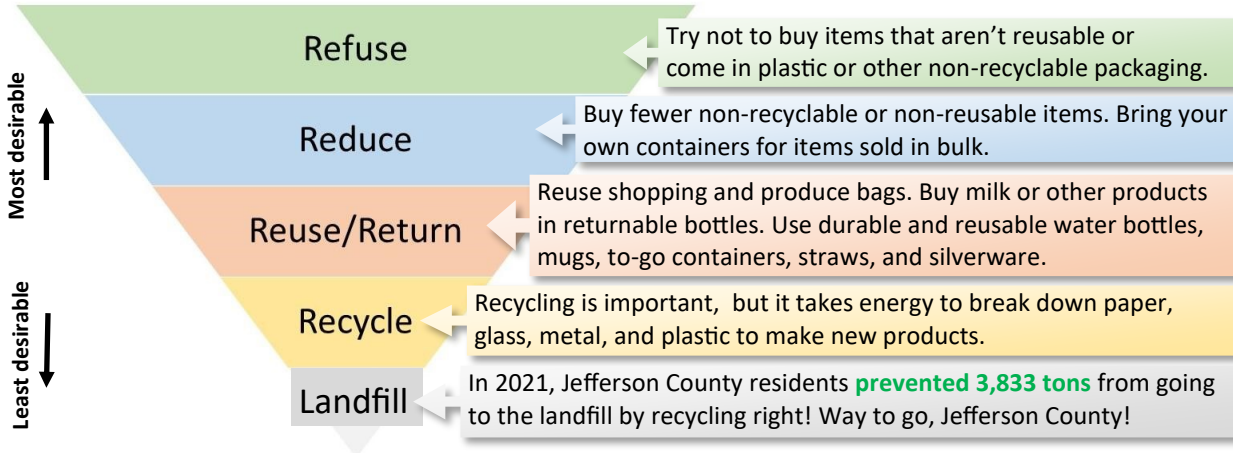 Most desirable
Least desirable
Refuse
Try not to buy items that aren't reusable or
come in plastic or other non-recyclable packaging.
Reduce
Buy fewer non-recyclable or non-reusable items. Bring your
own containers for items sold in bulk.
Reuse/Return
Reuse shopping and produce bags. Buy milk or other products
in returnable bottles. Use durable and reusable water bottles,
mugs, to-go containers, straws, and silverware.
Recycle
Recycling is important,  but it takes energy to break down paper,
glass, metal, and plastic to make new products.
Landfill
In 2021, Jefferson County residents prevented 3,833 tons from going
to the landfill by recycling right! Way to go, Jefferson County!